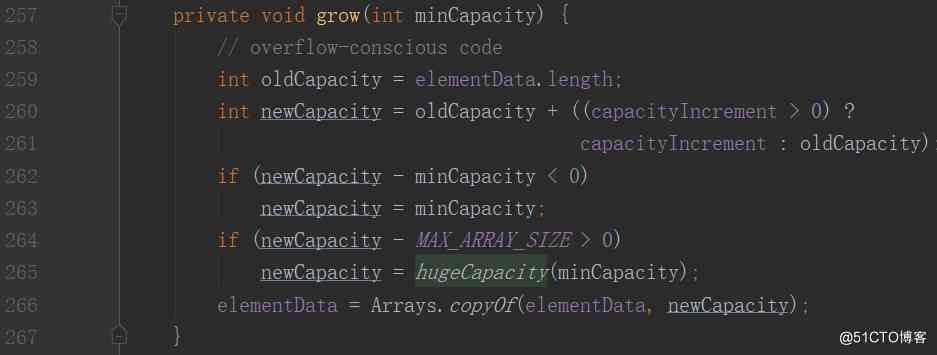 257 private void grow(int minCapacity) {
258 // overflow-conscious code
259 int oldCapacity = elementData.length;
260 int newCapacity = oldCapacity + ((capacityIncrement > 0) ?
261 capacityIncrement : oldCapacity)
262 if (newCapacity - minCapacity < 0)
263 newCapacity = minCapacity;
264 if (newCapacity - MAX_ARRAY_SIZE > 0)
265 newCapacity = hugeCapacity(minCapacity);
266 elementData = Arrays.copyOf(elementData, newCapacity);
267 }
@51CTO博客